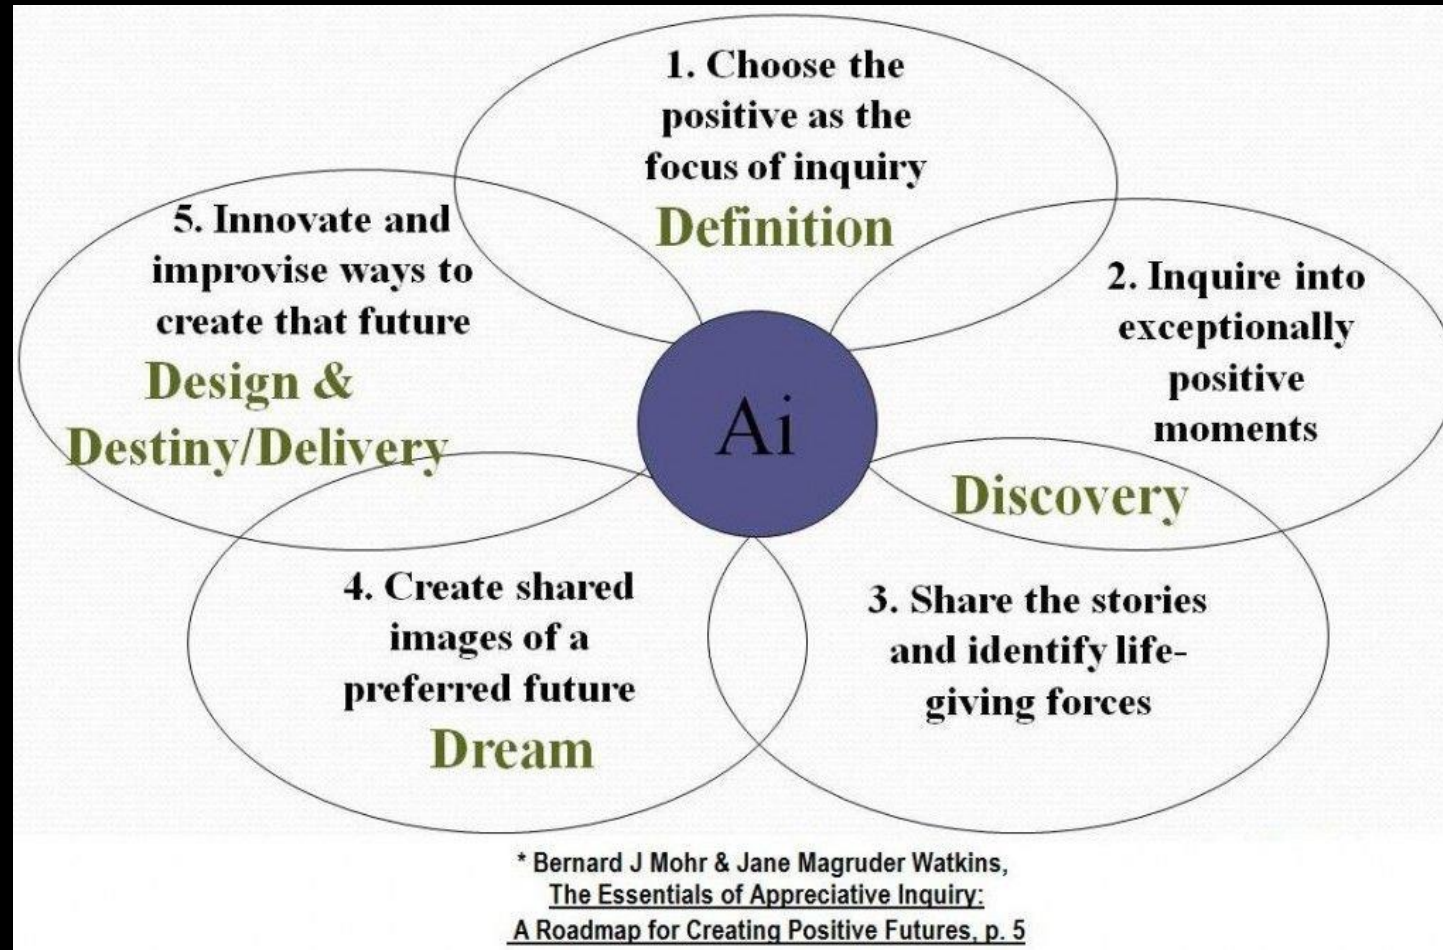 1. Choose the
positive as the
focus of inquiry
Definition
2. Inquire into
exceptionally
positive
moments
Discovery
3. Share the stories
and identify life-
giving forces
4. Create shared
images of a
preferred future
Dream
5. Innovate and
improvise ways to
create that future
Design &
Destiny/Delivery
Ai
* Bernard J Mohr & Jane Magruder Watkins,
The Essentials of Appreciative Inquiry:
A Roadmap for Creating Positive Futures, p. 5